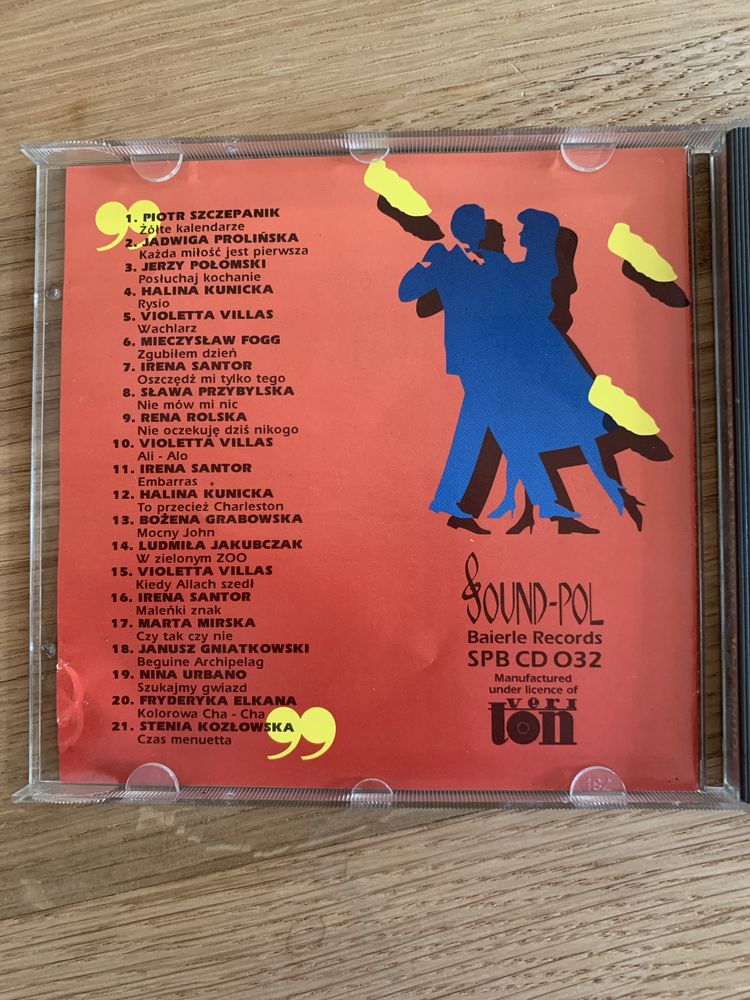 1. PIOTR SZCZEPANIK
Żółte kalendarze
2. JADWIGA PROLIŃSKA
Każda miłość jest pierwsza
3. JERZY POŁOMSKI
Posłuchaj kochanie
4. HALINA KUNICKA
Rysio
5. VIOLETTA VILLAS
Wachlarz
6. MIECZYSŁAW FOGG
Zgubiłem dzień
7. IRENA SANTOR
Oszczędź mi tylko tego
8. SŁAWA PRZYBYLSKA
Nie mów mi nic
9. RENA ROLSKA
Nie oczekuję dziś nikogo
10. VIOLETTA VILLAS
Ali - Alo
11. IRENA SANTOR
Embarras
12. HALINA KUNICKA
To przecież Charleston
13. BOŻENA GRABOWSKA
Mocny John
14. LUDMIŁA JAKUBCZAK
W zielonym ZOO
15. VIOLETTA VILLAS
Kiedy Allach szedł
16. IRENA SANTOR
Maleńki znak
17. MARTA MIRSKA
Czy tak czy nie
18. JANUSZ GNIATKOWSKI
Beguine Archipelag
19. NINA URBANO
Szukajmy gwiazd
20. FRYDERYKA ELKANA
Kolorowa Cha - Cha
21. STENIA KOZŁOWSKA
Czas menuetta
SOUND-POL
Baierle Records
SPB CD 032
Manufactured
under licence of
veri
ton
182